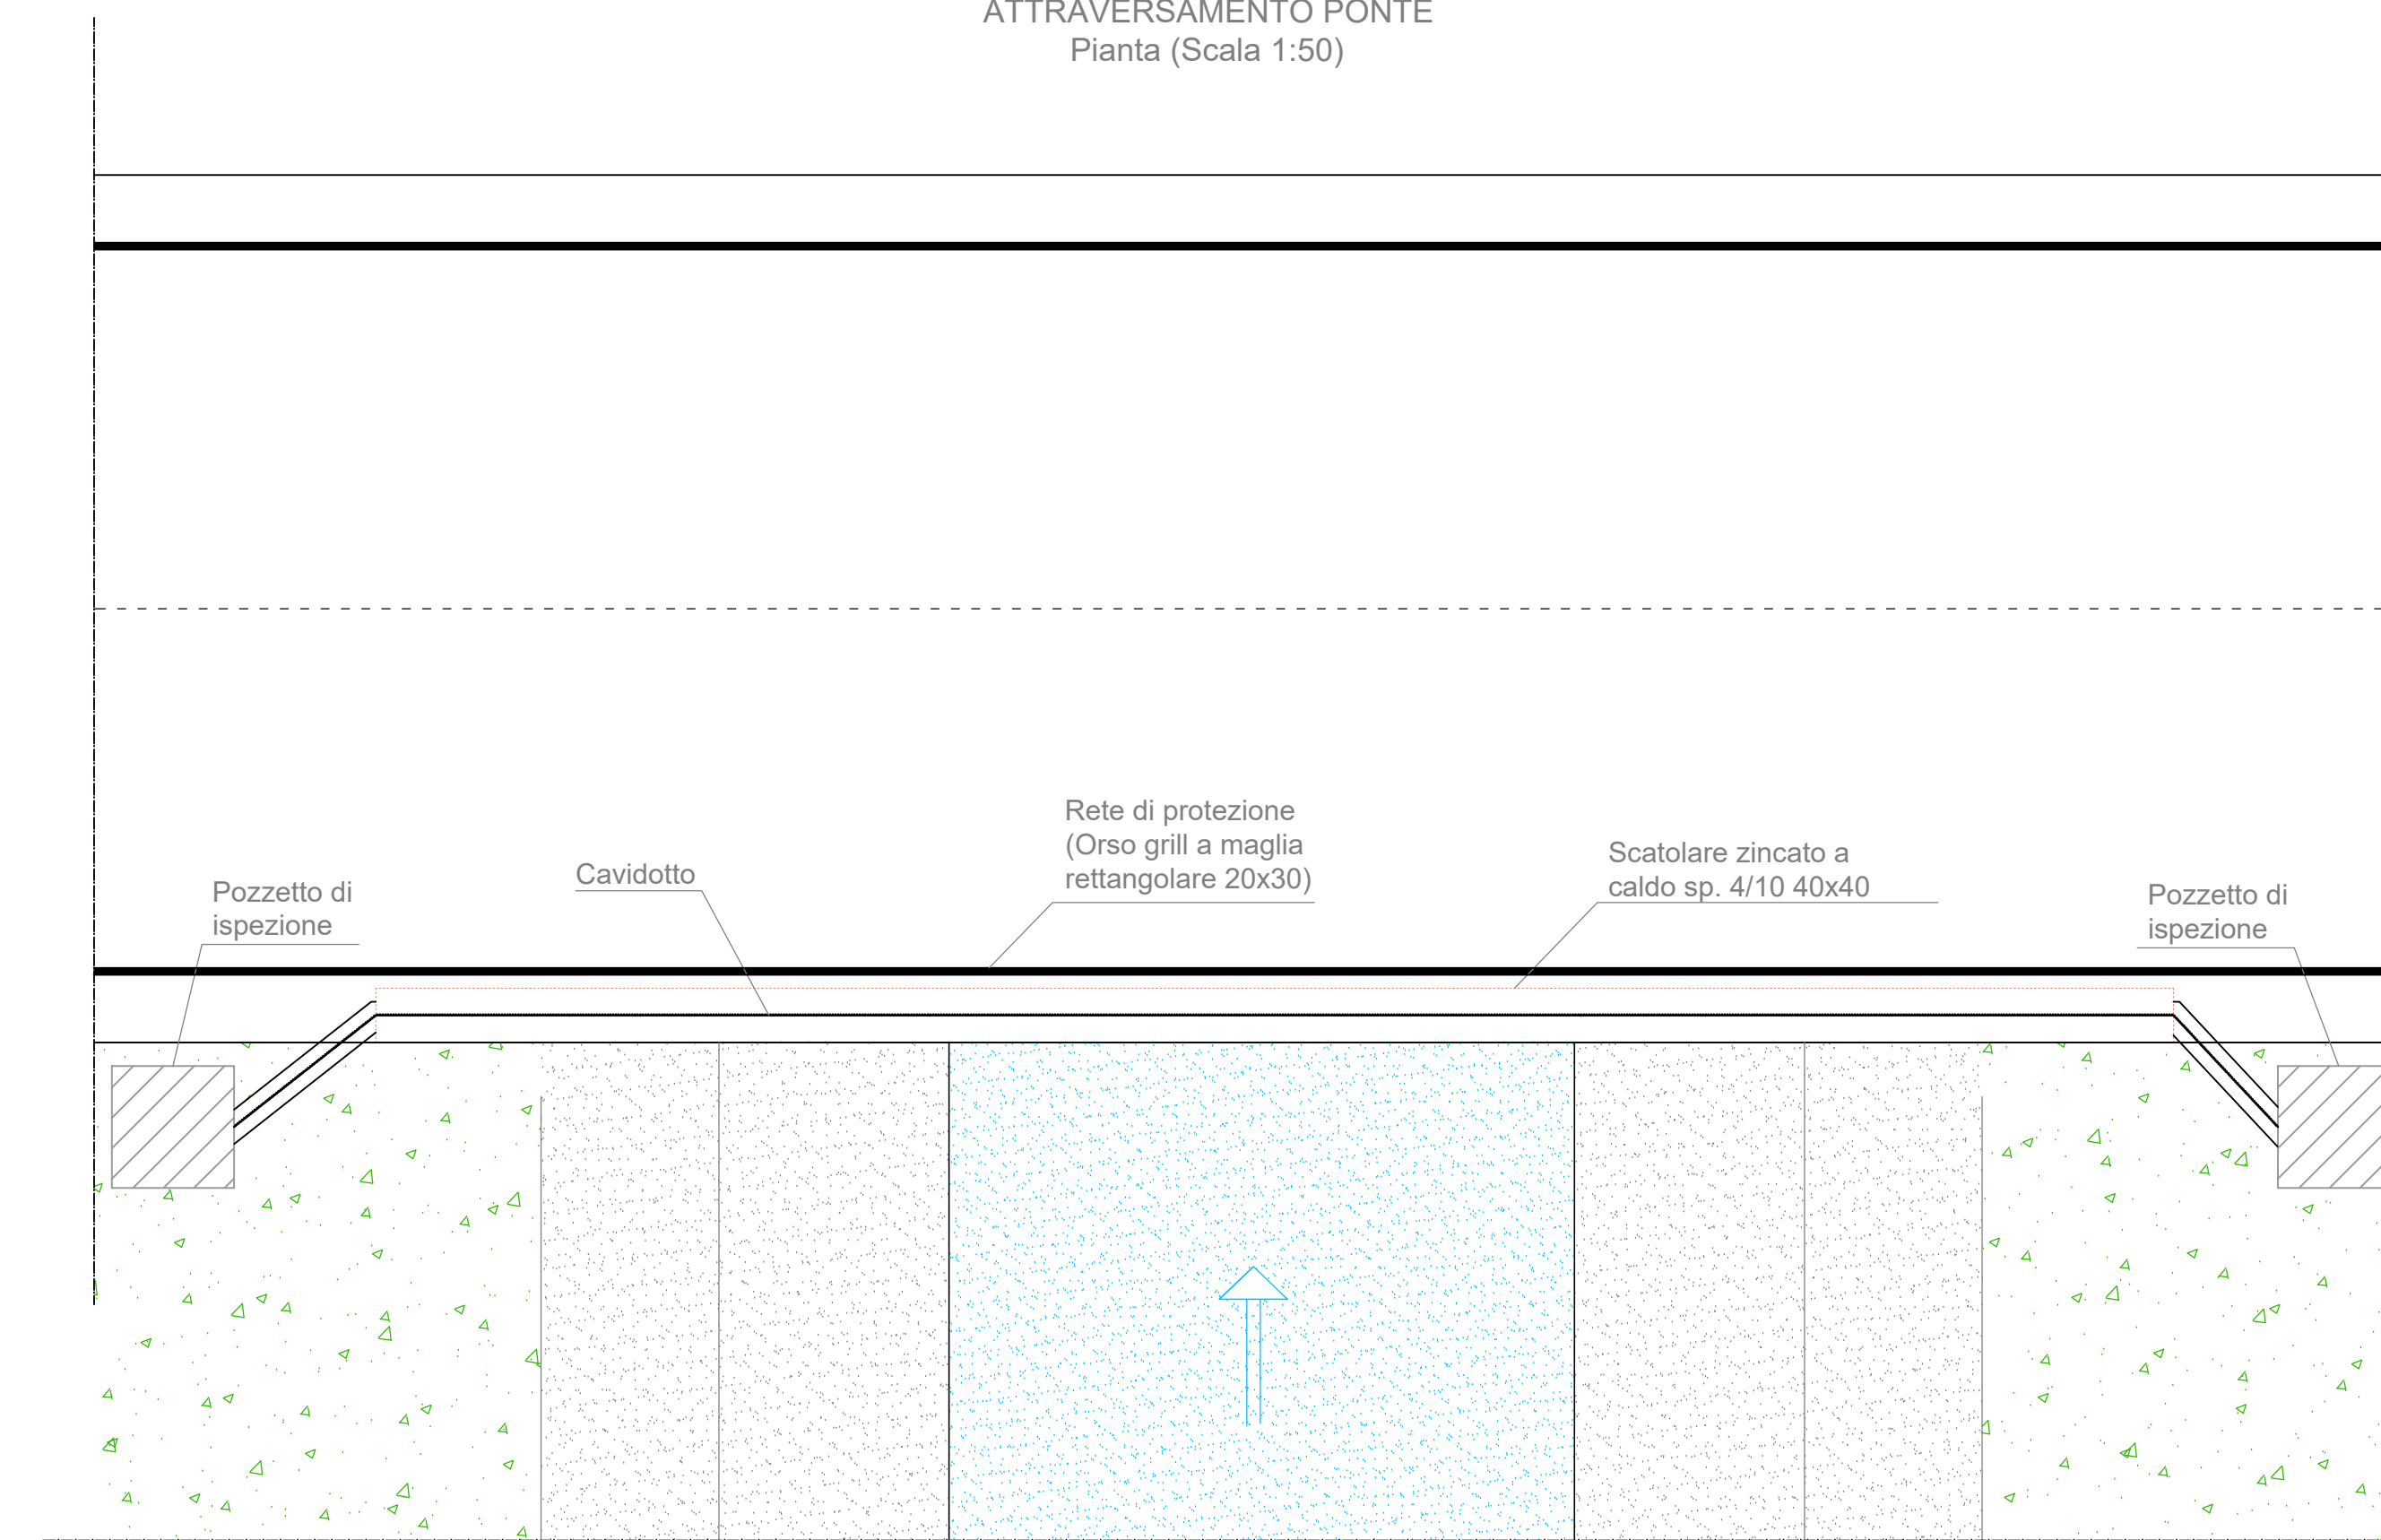 ATTRAVERSAMENTO PONTE
Pianta (Scala 1:50)
Rete di protezione
(Orso grill a maglia
rettangolare 20x30)
Scatolare zincato a
caldo sp. 4/10 40x40
Cavidotto
Pozzetto di
ispezione
Pozzetto di
ispezione